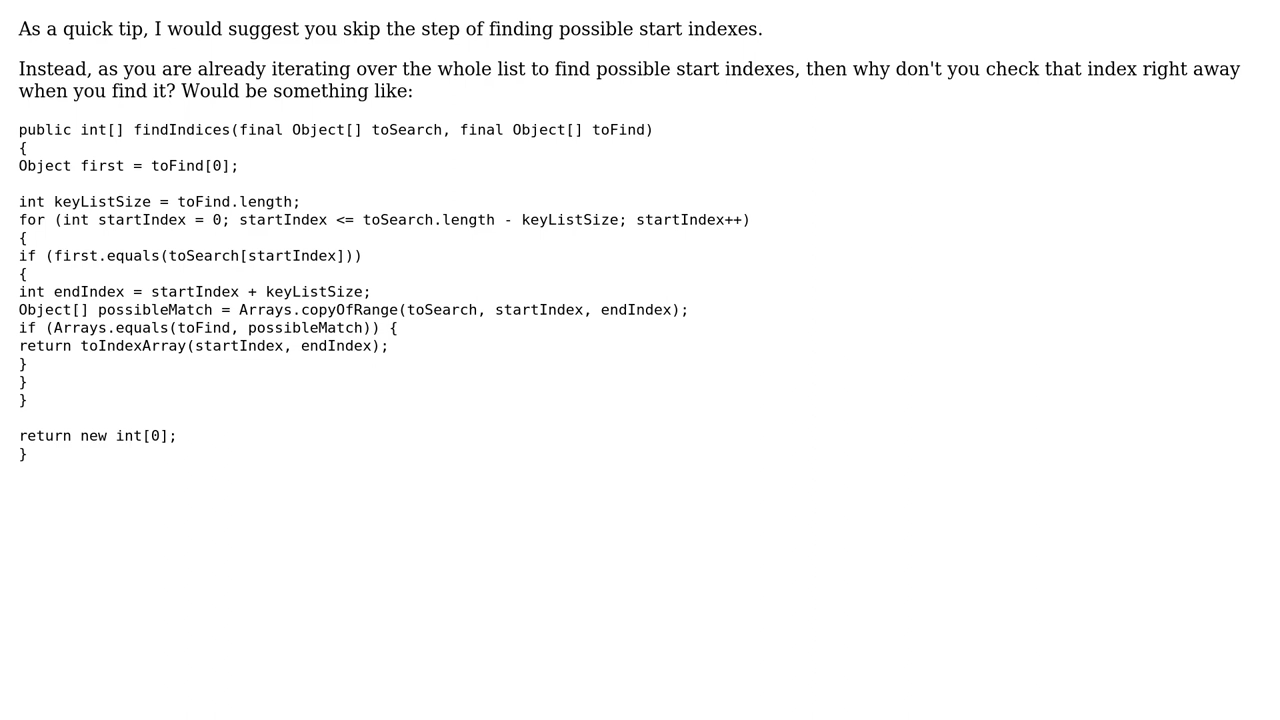 As a quick tip, I would suggest you skip the step of finding possible start indexes.
Instead, as you are already iterating over the whole list to find possible start indexes, then why don't you check that index right away
when you find it? Would be something like:
public int[] findIndices(final Object[] toSearch, final Object[] toFind)
{
Object first = toFind[0];
int keyListSize = toFind.length;
for (int startIndex = 0; startIndex <= toSearch.length - keyListSize; startIndex++)
{
if (first.equals(toSearch[startIndex]))
{
int endIndex = startIndex + keyListSize;
Object[] possibleMatch = Arrays.copyOfRange(toSearch, startIndex, endIndex);
if (Arrays.equals(toFind, possibleMatch)) {
return toIndexArray(startIndex, endIndex);
}
}
}
return new int[0];
}